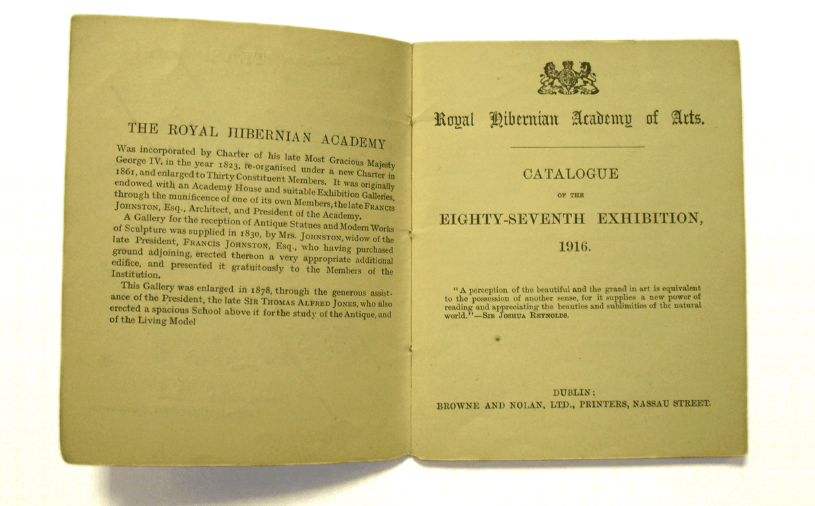 THE ROYAL HIBERNIAN ACADEMY
Was incorporated by Charter of his late Most Gracious Majesty
George IV. in the year 1823, re-organised under a new Charter in
1861, and enlarged to Thirty Constituent Members. It was originally
endowed with an Academy House and suitable Exhibition Galleries,
through the munificence of one of its own Members, the late FRANCIS
JOHNSTON, Esq., Architect, and President of the Academy.
A Gallery for the reception of Antique Statues and Modern Works
of Sculpture was supplied in 1830, by MRS. JOHNSTON, widow of the
late President, FRANCIS JOHNSTON, Esq., who having purchased
ground adjoining, erected thereon a very appropriate additional
edifice, and presented it gratuitously to the Members of the
Institution.
This Gallery was enlarged in 1878, through the generous assist-
ance of the President, the late SIR THOMAS ALFRED JONES, who also
erected a spacious School above it for the study of the Antique, and
of the Living Model
Royal Hibernian Academy of Arts.
CATALOGUE
OF THE
EIGHTY-SEVENTH EXHIBITION,
1916.
"A perception of the beautiful and the grand in art is equivalent
to the possession of another sense, for it supplies a new power of
reading and appreciating the beauties and sublimities of the natural
world."—SIR JOSHUA REYNOLDS.
DUBLIN:
BROWNE AND NOLAN, LTD., PRINTERS, NASSAU STREET.